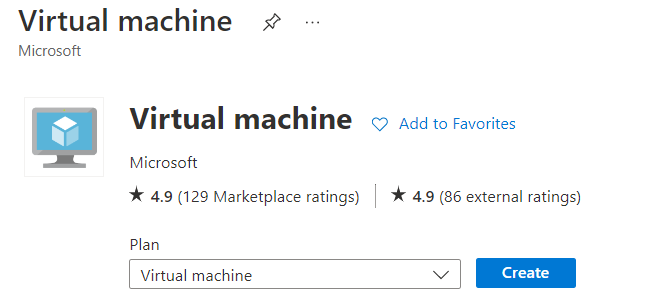 Virtual machine
Microsoft
Virtual machine Add to Favorites
Microsoft
4.9 (129 Marketplace ratings) 4.9 (86 external ratings)
Plan
Virtual machine Create